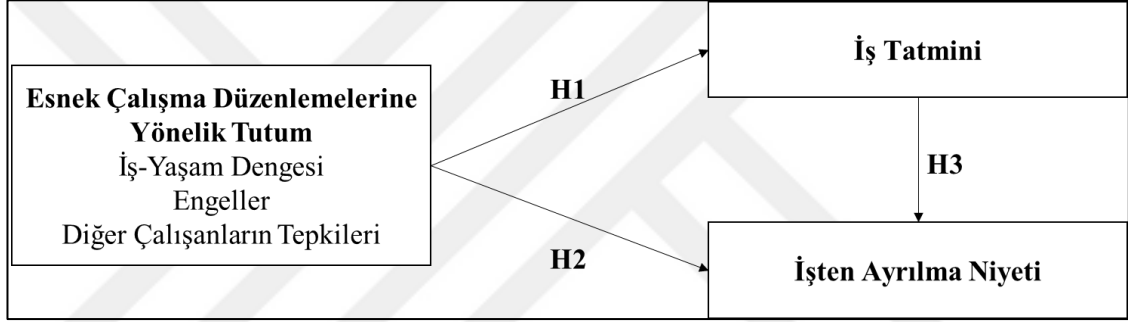 Esnek Çalışma Düzenlemelerine
Yönelik Tutum
İş-Yaşam Dengesi
Engeller
Diğer Çalışanların Tepkileri
H1
H2
İş Tatmini
H3
İşten Ayrılma Niyeti